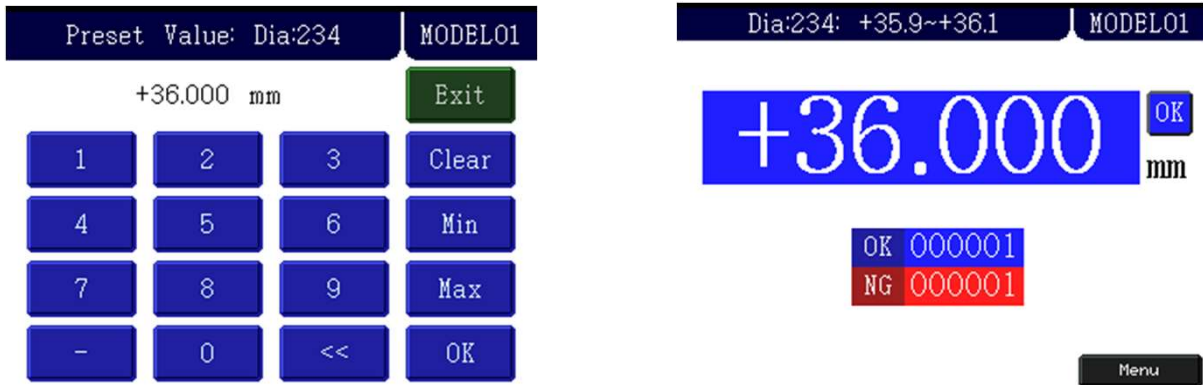 Preset Value: Dia:234 MODEL01
+36.000 mm Exit
1 2 3 Clear
4 5 6 Min
7 8 9 Max
- 0 << OK
Dia:234: +35.9~+36.1 MODEL01
+36.000 OK
mm
OK 000001
NG 000001
Menu